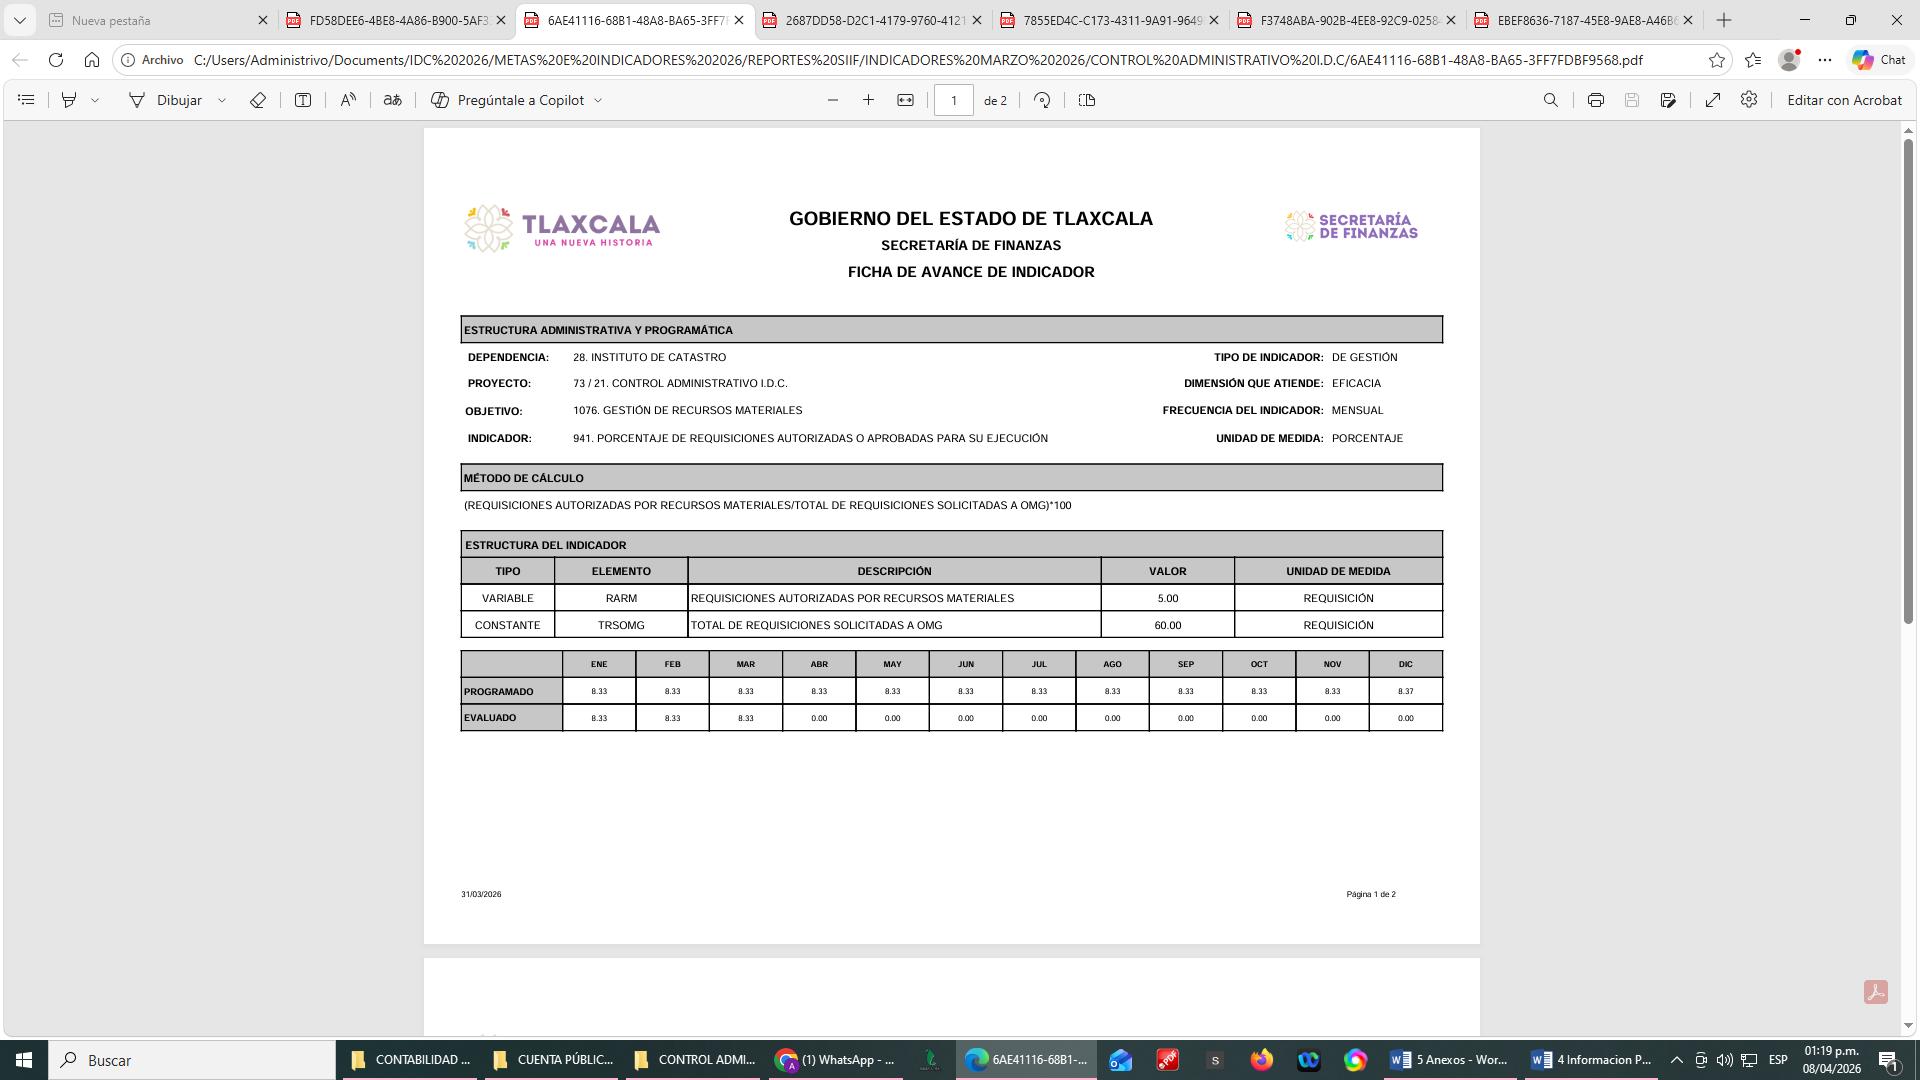 Nueva pestaña
FD58DEE6-4BE8-4A86-B900-5AF3
6AE41116-68B1-48A8-BA65-3FF7F
2687DD58-D2C1-4179-9760-4121
7855ED4C-C173-4311-9A91-9649
F3748ABA-902B-4EE8-92C9-0258
EBEF8636-7187-45E8-9AE8-A46B
Archivo
C:/Users/Administrivo/Documents/IDC%202026/METAS%20E%20INDICADORES%202026/REPORTES%20SIIF/INDICADORES%20MARZO%202026/CONTROL%20ADMINISTRATIVO%20I.D.C/6AE41116-68B1-48A8-BA65-3FF7FDBF9568.pdf
Chat
Dibujar
Pregúntale a Copilot
1 de 2
Editar con Acrobat
TLAXCALA
UNA NUEVA HISTORIA
GOBIERNO DEL ESTADO DE TLAXCALA
SECRETARÍA DE FINANZAS
FICHA DE AVANCE DE INDICADOR
SECRETARÍA
DE FINANZAS
ESTRUCTURA ADMINISTRATIVA Y PROGRAMÁTICA
DEPENDENCIA: 28. INSTITUTO DE CATASTRO TIPO DE INDICADOR: DE GESTIÓN
PROYECTO: 73 / 21. CONTROL ADMINISTRATIVO I.D.C. DIMENSIÓN QUE ATIENDE: EFICACIA
OBJETIVO: 1076. GESTIÓN DE RECURSOS MATERIALES FRECUENCIA DEL INDICADOR: MENSUAL
INDICADOR: 941. PORCENTAJE DE REQUISICIONES AUTORIZADAS O APROBADAS PARA SU EJECUCIÓN UNIDAD DE MEDIDA: PORCENTAJE
MÉTODO DE CÁLCULO
(REQUISICIONES AUTORIZADAS POR RECURSOS MATERIALES/TOTAL DE REQUISICIONES SOLICITADAS A OMG)*100
ESTRUCTURA DEL INDICADOR
TIPO ELEMENTO DESCRIPCIÓN VALOR UNIDAD DE MEDIDA
VARIABLE RARM REQUISICIONES AUTORIZADAS POR RECURSOS MATERIALES 5.00 REQUISICIÓN
CONSTANTE TRSOMG TOTAL DE REQUISICIONES SOLICITADAS A OMG 60.00 REQUISICIÓN
ENE FEB MAR ABR MAY JUN JUL AGO SEP OCT NOV DIC
PROGRAMADO 8.33 8.33 8.33 8.33 8.33 8.33 8.33 8.33 8.33 8.33 8.33 8.37
EVALUADO 8.33 8.33 8.33 0.00 0.00 0.00 0.00 0.00 0.00 0.00 0.00 0.00
31/03/2026 Página 1 de 2
Buscar
CONTABILIDAD ...
CUENTA PÚBLIC...
CONTROL ADMI...
(1) WhatsApp - ...
6AE41116-68B1-...
5 Anexos - Wor...
4 Informacion P...
ESP
01:19 p.m.
08/04/2026
1